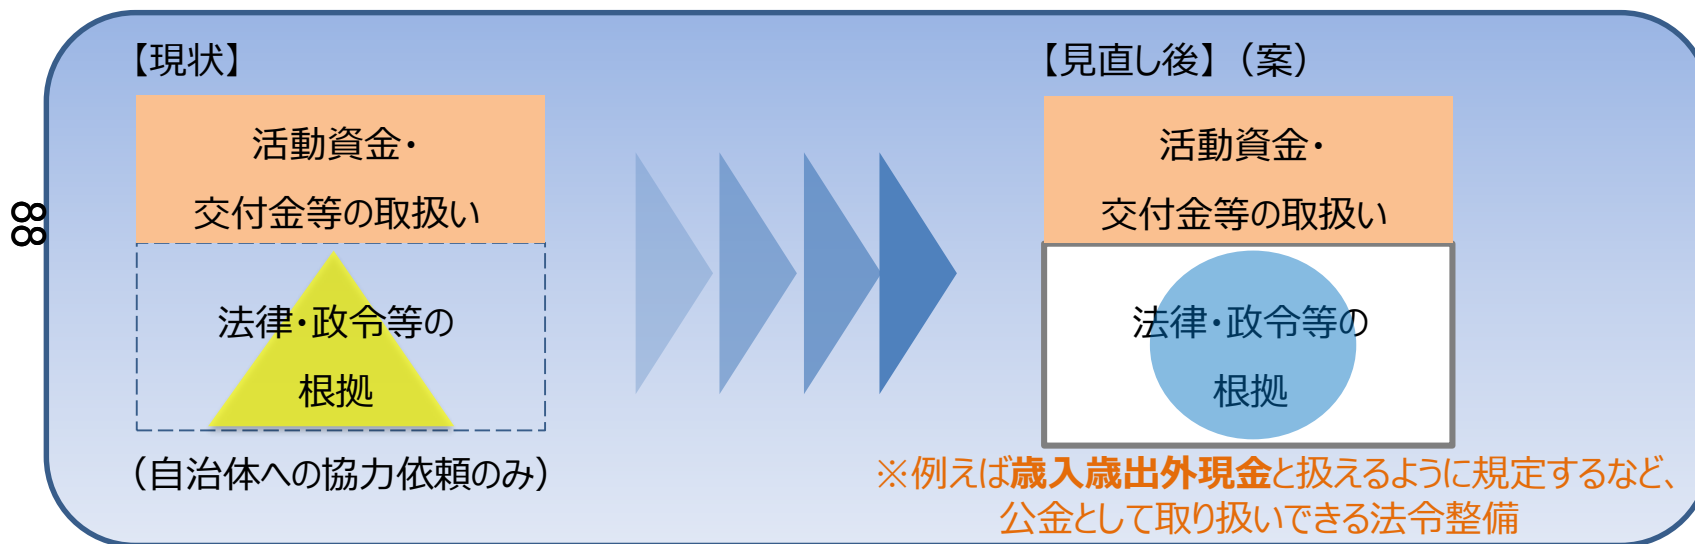 【現状】
活動資金・
交付金等の取扱い
法律・政令等の
根拠
（自治体への協力依頼のみ）
【見直し後】（案）
活動資金・
交付金等の取扱い
法律・政令等の
根拠
※例えば歳入歳出外現金と扱えるように規定するなど、
公金として取り扱いできる法令整備
88